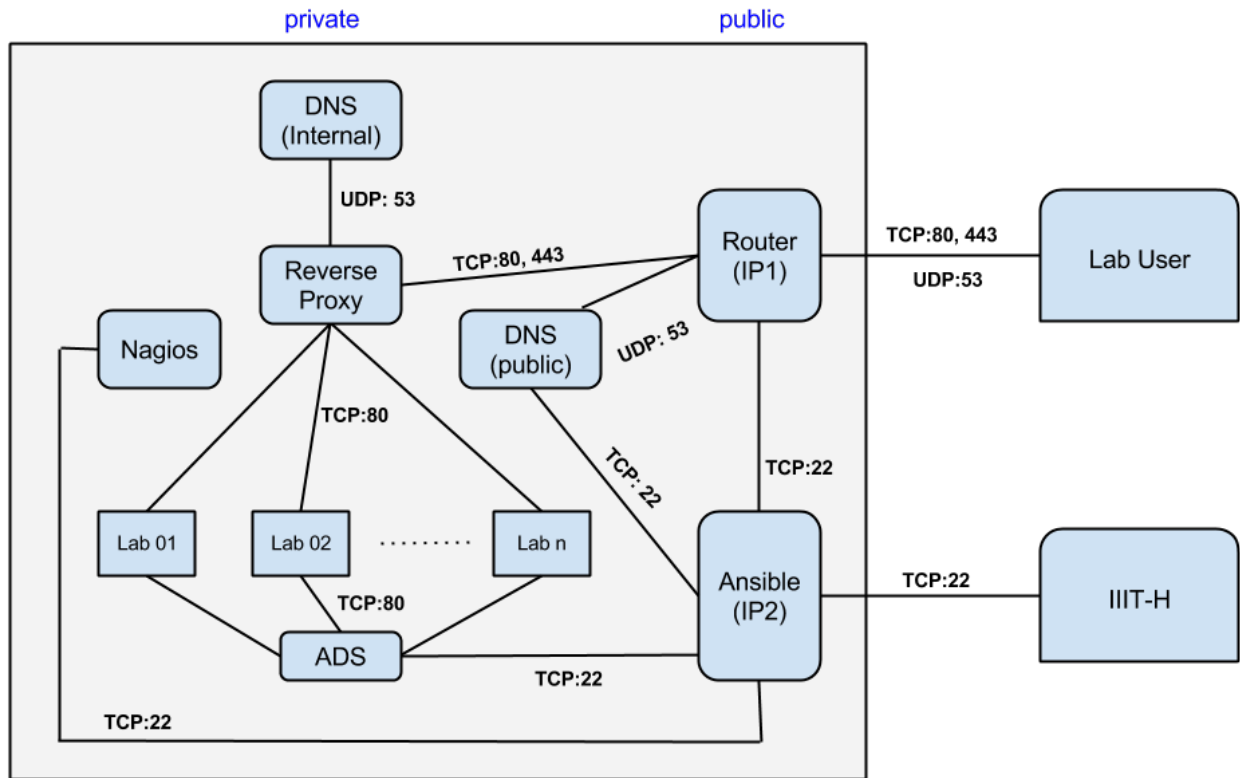 private
public
DNS
(Internal)
UDP: 53
Reverse
Proxy
TCP:80, 443
Router
(IP1)
TCP:80, 443
UDP:53
Lab User
Nagios
DNS
(public)
UDP: 53
TCP:80
TCP: 22
TCP:22
Lab 01
Lab 02
.........
Lab n
Ansible
(IP2)
TCP:22
IIIT-H
TCP:80
ADS
TCP:22
TCP:22